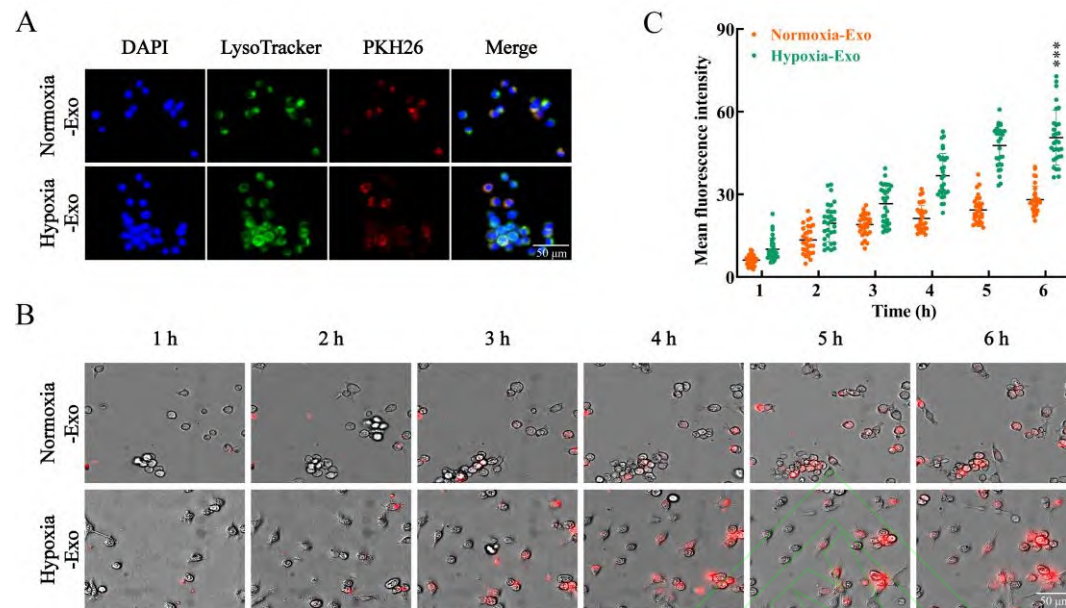 A
DAPI LysoTracker PKH26 Merge
Normoxia
-Exo
Hypoxia
-Exo
50 μm
C
Normoxia-Exo
Hypoxia-Exo
***
Mean fluorescence intensity
90
60
30
0
1 2 3 4 5 6
Time (h)
B
1 h 2 h 3 h 4 h 5 h 6 h
Normoxia
-Exo
Hypoxia
-Exo
50 μm